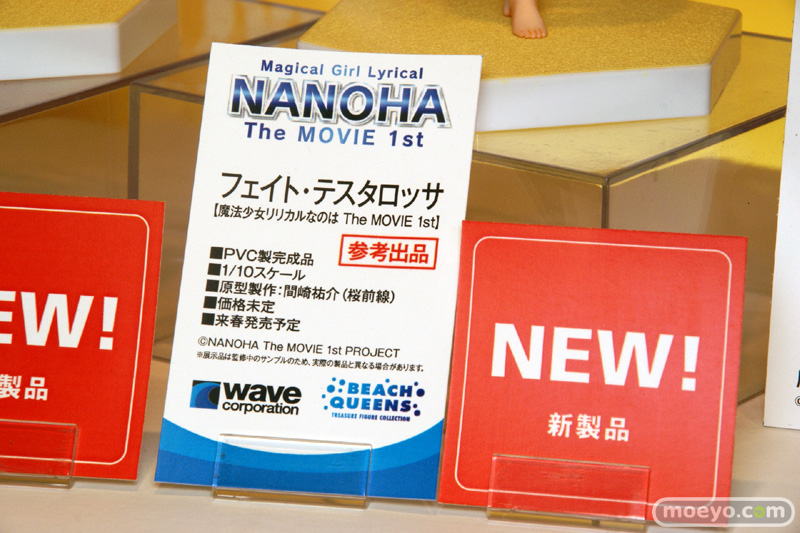 Magical Girl Lyrical
NANOHA
The MOVIE 1st
フェイト・テスタロッサ
【魔法少女リリカルなのは The MOVIE 1st】
参考出品
■PVC製完成品
■1/10スケール
■原型製作：間崎祐介（桜前線）
■価格未定
■来春発売予定
©NANOHA The MOVIE 1st PROJECT
※展示品は監修中のサンプルのため、実際の製品と異なる場合があります。
wave
corporation
BEACH
QUEENS
TREASURE FIGURE COLLECTION
EW!
製品
NEW!
新製品
©
moeyo.com